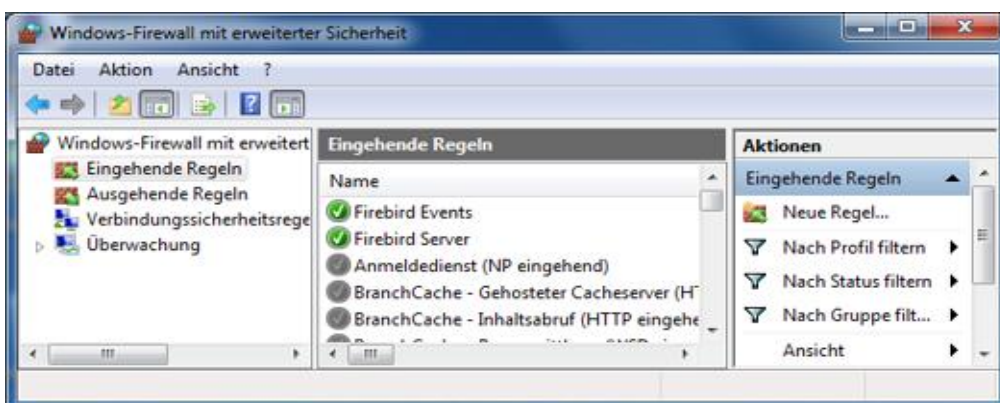 Windows-Firewall mit erweiterter Sicherheit
Datei Aktion Ansicht ?
Windows-Firewall mit erweitert
Eingehende Regeln
Ausgehende Regeln
Verbindungssicherheitsrege
Überwachung
Eingehende Regeln
Name
Firebird Events
Firebird Server
Anmeldedienst (NP eingehend)
BranchCache - Gehosteter Cacheserver (HT
BranchCache - Inhaltsabruf (HTTP eingehe
Aktionen
Eingehende Regeln
Neue Regel...
Nach Profil filtern
Nach Status filtern
Nach Gruppe filt...
Ansicht